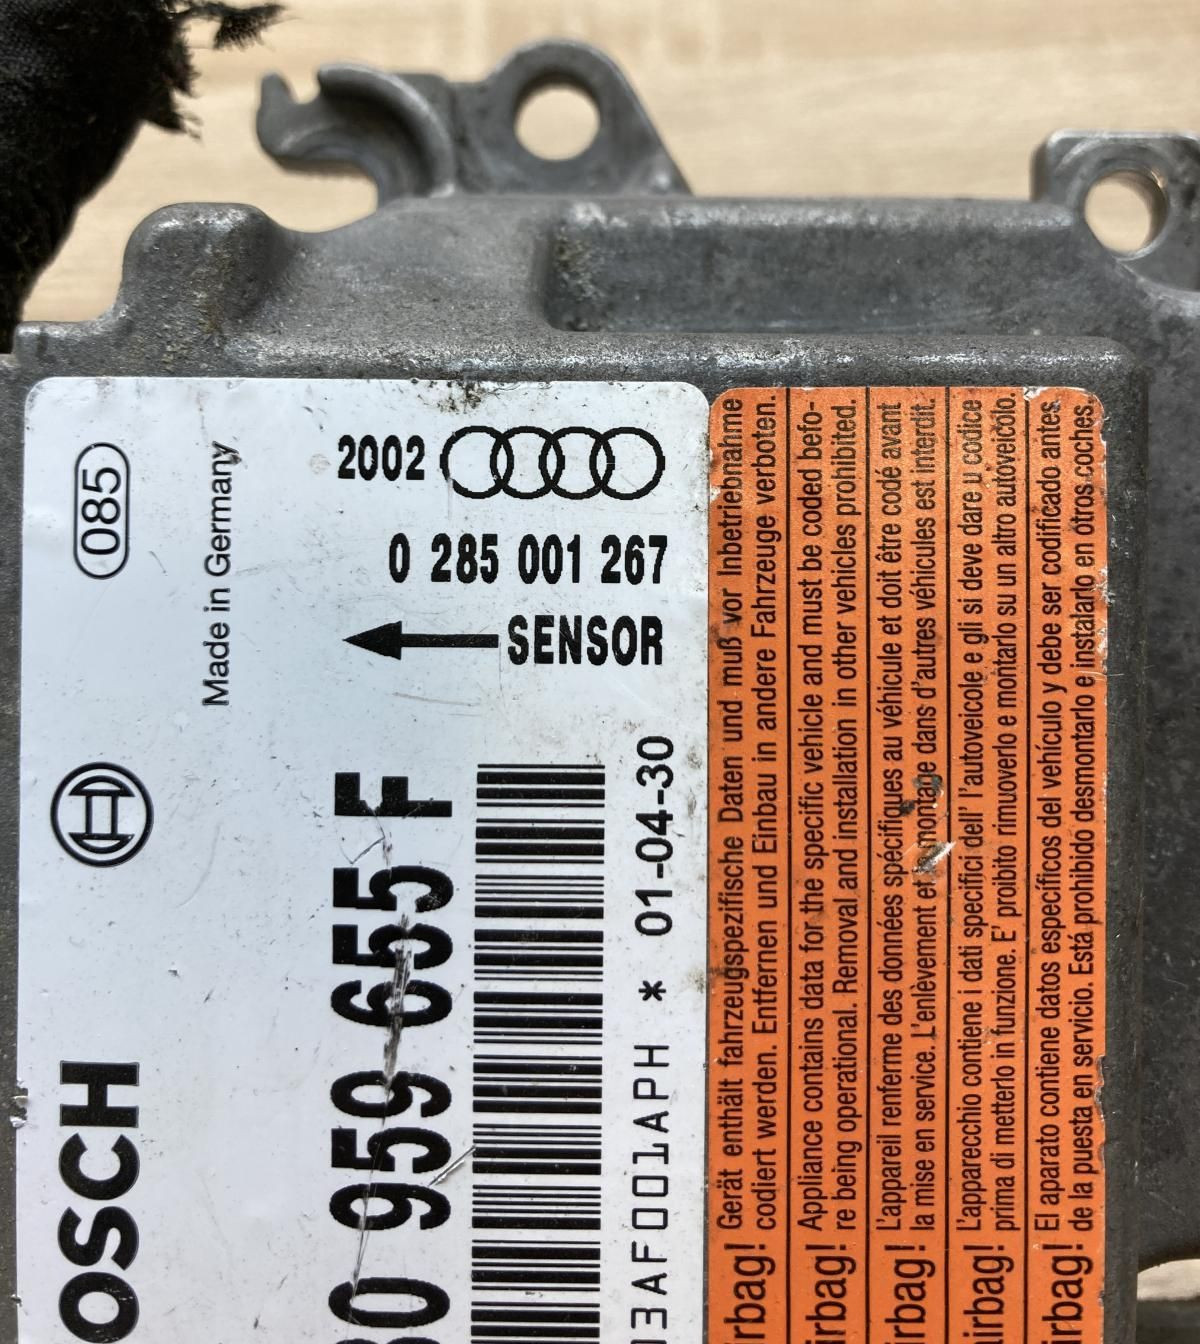 2002
0 285 001 267
SENSOR
085
Made in Germany
959 655 F
* 01-04-30
Gerät enthält fahrzeugspezifische Daten und muß vor Inbetriebnahme
codiert werden. Entfernen und Einbau in andere Fahrzeuge verboten.
Appliance contains data for the specific vehicle and must be coded befo-
re being operational. Removal and installation in other vehicles prohibited.
L'appareil renferme des données spécifiques au véhicule et doit être codé avant
la mise en service. L'enlèvement et montage dans d'autres véhicules est interdit.
L'apparecchio contiene i dati specifici dell' l'autoveicole e gli si deve dare u codice
prima di metterlo in funzione. E' proibito rimuoverlo e montarlo su un altro autoveicolo.
El aparato contiene datos específicos del vehículo y debe ser codificado antes
de la puesta en servicio. Está prohibido desmontarlo e instalarlo en otros coches.